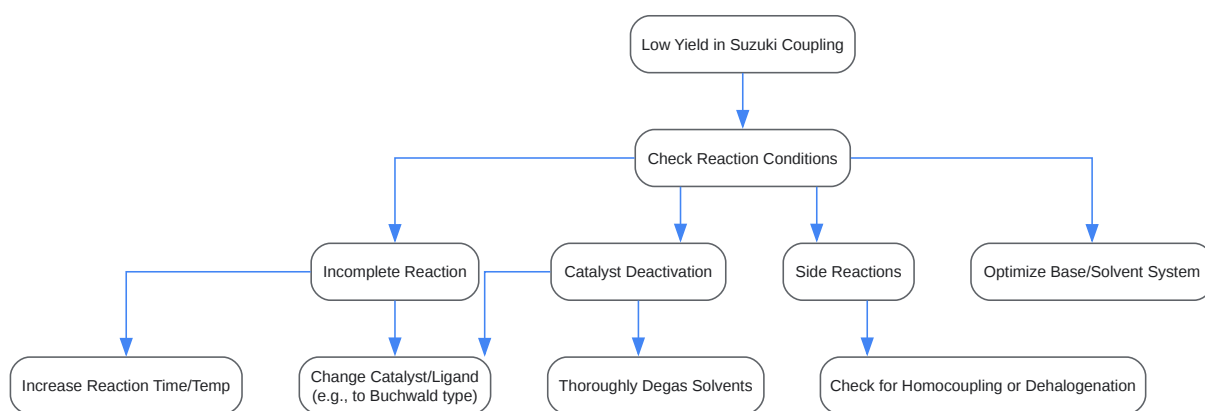 Low Yield in Suzuki Coupling
Check Reaction Conditions
Incomplete Reaction
Catalyst Deactivation
Side Reactions
Optimize Base/Solvent System
Increase Reaction Time/Temp
Change Catalyst/Ligand
(e.g., to Buchwald type)
Thoroughly Degas Solvents
Check for Homocoupling or Dehalogenation